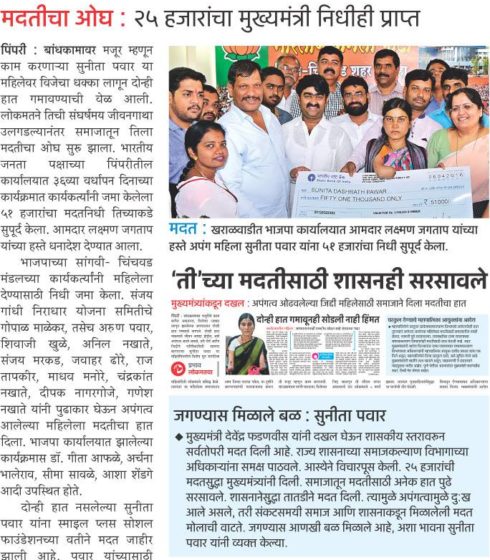 मदतीचा ओघ : २५ हजारांचा मुख्यमंत्री निधीही प्राप्त
पिंपरी : बांधकामावर मजूर म्हणून
काम करणाऱ्या सुनीता पवार या
महिलेवर विजेचा धक्का लागून दोन्ही
हात गमावण्याची येळ आली.
लोकमतने तिची संघर्षमय जीवनगाथा
उलगडल्यानंतर समाजातून तिला
मदतीचा ओघ सुरू झाला. भारतीय
जनता पक्षाच्या पिंपरीतील
कार्यालयात ३६व्या वर्धापन दिनाच्या
कार्यक्रमात कार्यकर्त्यांनी जमा केलेला
५१ हजारांचा मदतनिधी तिच्याकडे
सुपूर्द केला. आमदार लक्ष्मण जगताप
यांच्या हस्ते धनादेश देण्यात आला.
भाजपाच्या सांगवी- चिंचवड
मंडलच्या कार्यकर्त्यांनी महिलेला
देण्यासाठी निधी जमा केला. संजय
गांधी निराधार योजना समितीचे
गोपाळ माळेकर, तसेच अरुण पवार,
शिवाजी खुळे, अनिल नखाते,
संजय मरकड, जवाहर ढोरे, राज
तापकीर, माधव मनोरे, चंद्रकांत
नखाते, दीपक नागरगोजे, गणेश
नखाते यांनी पुढाकार घेऊन अपंगत्व
आलेल्या महिलेला मदतीचा हात
दिला. भाजपा कार्यालयात झालेल्या
कार्यक्रमास डॉ. गीता आफळे, अर्चना
भालेराव, सीमा सावळे, आशा शेंडगे
आदी उपस्थित होते.
दोन्ही हात नसलेल्या सुनीता
पवार यांना स्माइल प्लस सोशल
फाउंडेशनच्या वतीने मदत जाहीर
झाली आहे. पवार यांच्यासाठी
06042016
SUNITA DASHRATH PAWAR
FIFTY ONE THOUSAND ONLY
51000
मदत : खराळवाडीत भाजपा कार्यालयात आमदार लक्ष्मण जगताप यांच्या
हस्ते अपंग महिला सुनीता पवार यांना ५१ हजारांचा निधी सुपूर्द केला.
‘ती’च्या मदतीसाठी शासनही सरसावले
मुख्यमंत्र्यांकडून दखल : अपंगत्व ओढवलेल्या जिद्दी महिलेसाठी समाजाने दिला मदतीचा हात
दोन्ही हात गमावूनही सोडली नाही हिंमत
प्रभाव
लोकमतचा
जगण्यास मिळाले बळ : सुनीता पवार
◆ मुख्यमंत्री देवेंद्र फडणवीस यांनी दखल घेऊन शासकीय स्तरावरून
सर्वतोपरी मदत दिली आहे. राज्य शासनाच्या समाजकल्याण विभागाच्या
अधिकाऱ्यांना समक्ष पाठवले. आस्थेने विचारपूस केली. २५ हजारांची
मदतसुद्धा मुख्यमंत्र्यांनी दिली. समाजातून मदतीसाठी अनेक हात पुढे
सरसावले. शासनानेसुद्धा तातडीने मदत दिली. त्यामुळे अपंगत्वामुळे दु:ख
आले असले, तरी संकटसमयी समाज आणि शासनाकडून मिळालेली मदत
मोलाची वाटते. जगण्यास आणखी बळ मिळाले आहे, अशा भावना सुनीता
पवार यांनी व्यक्त केल्या.